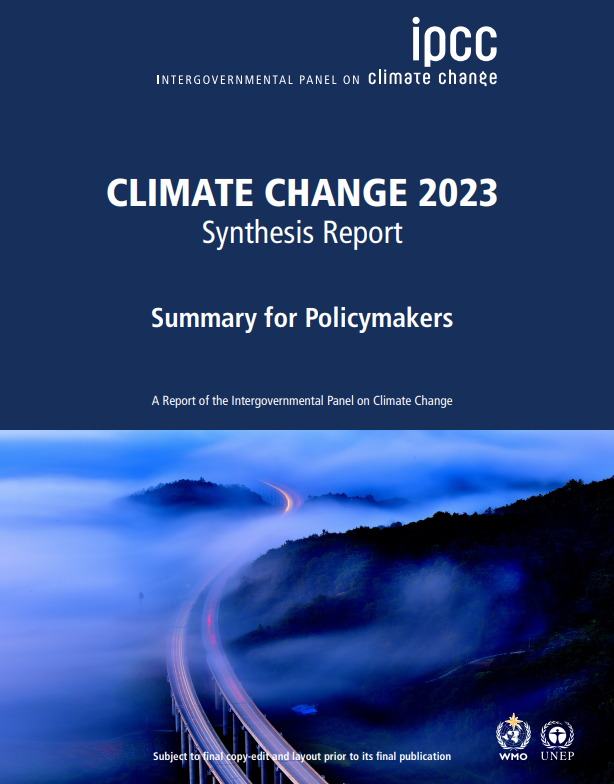 ipcc
INTERGOVERNMENTAL PANEL ON climate change
CLIMATE CHANGE 2023
Synthesis Report
Summary for Policymakers
A Report of the Intergovernmental Panel on Climate Change
WMO UNEP
Subject to final copy-edit and layout prior to its final publication